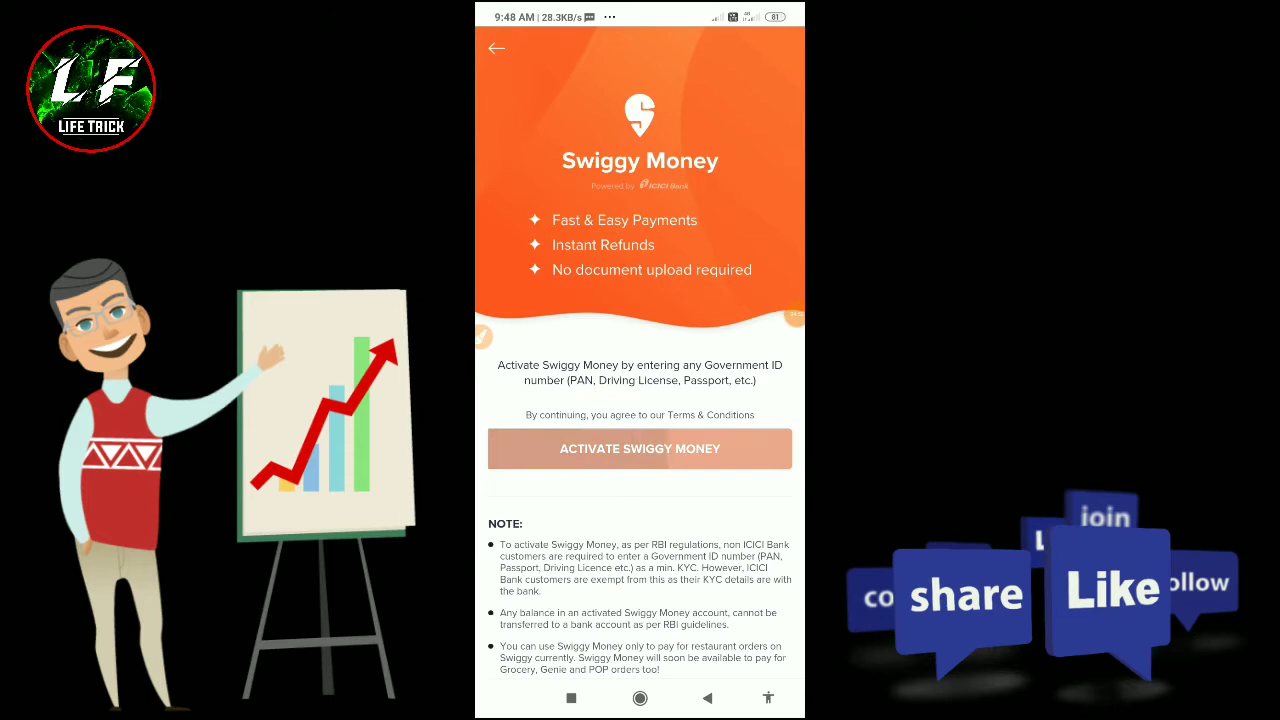 LF
LIFE TRICK
9:48 AM | 28.3KB/s
81
Swiggy Money
Powered by ICICI Bank
Fast & Easy Payments
Instant Refunds
No document upload required
Activate Swiggy Money by entering any Government ID
number (PAN, Driving License, Passport, etc.)
By continuing, you agree to our Terms & Conditions
ACTIVATE SWIGGY MONEY
NOTE:
To activate Swiggy Money, as per RBI regulations, non ICICI Bank
customers are required to enter a Government ID number (PAN,
Passport, Driving Licence etc.) as a min. KYC. However, ICICI
Bank customers are exempt from this as their KYC details are with
the bank.
Any balance in an activated Swiggy Money account, cannot be
transferred to a bank account as per RBI guidelines.
You can use Swiggy Money only to pay for restaurant orders on
Swiggy currently. Swiggy Money will soon be available to pay for
Grocery, Genie and POP orders too!
join
L
co
share
Like
ollow